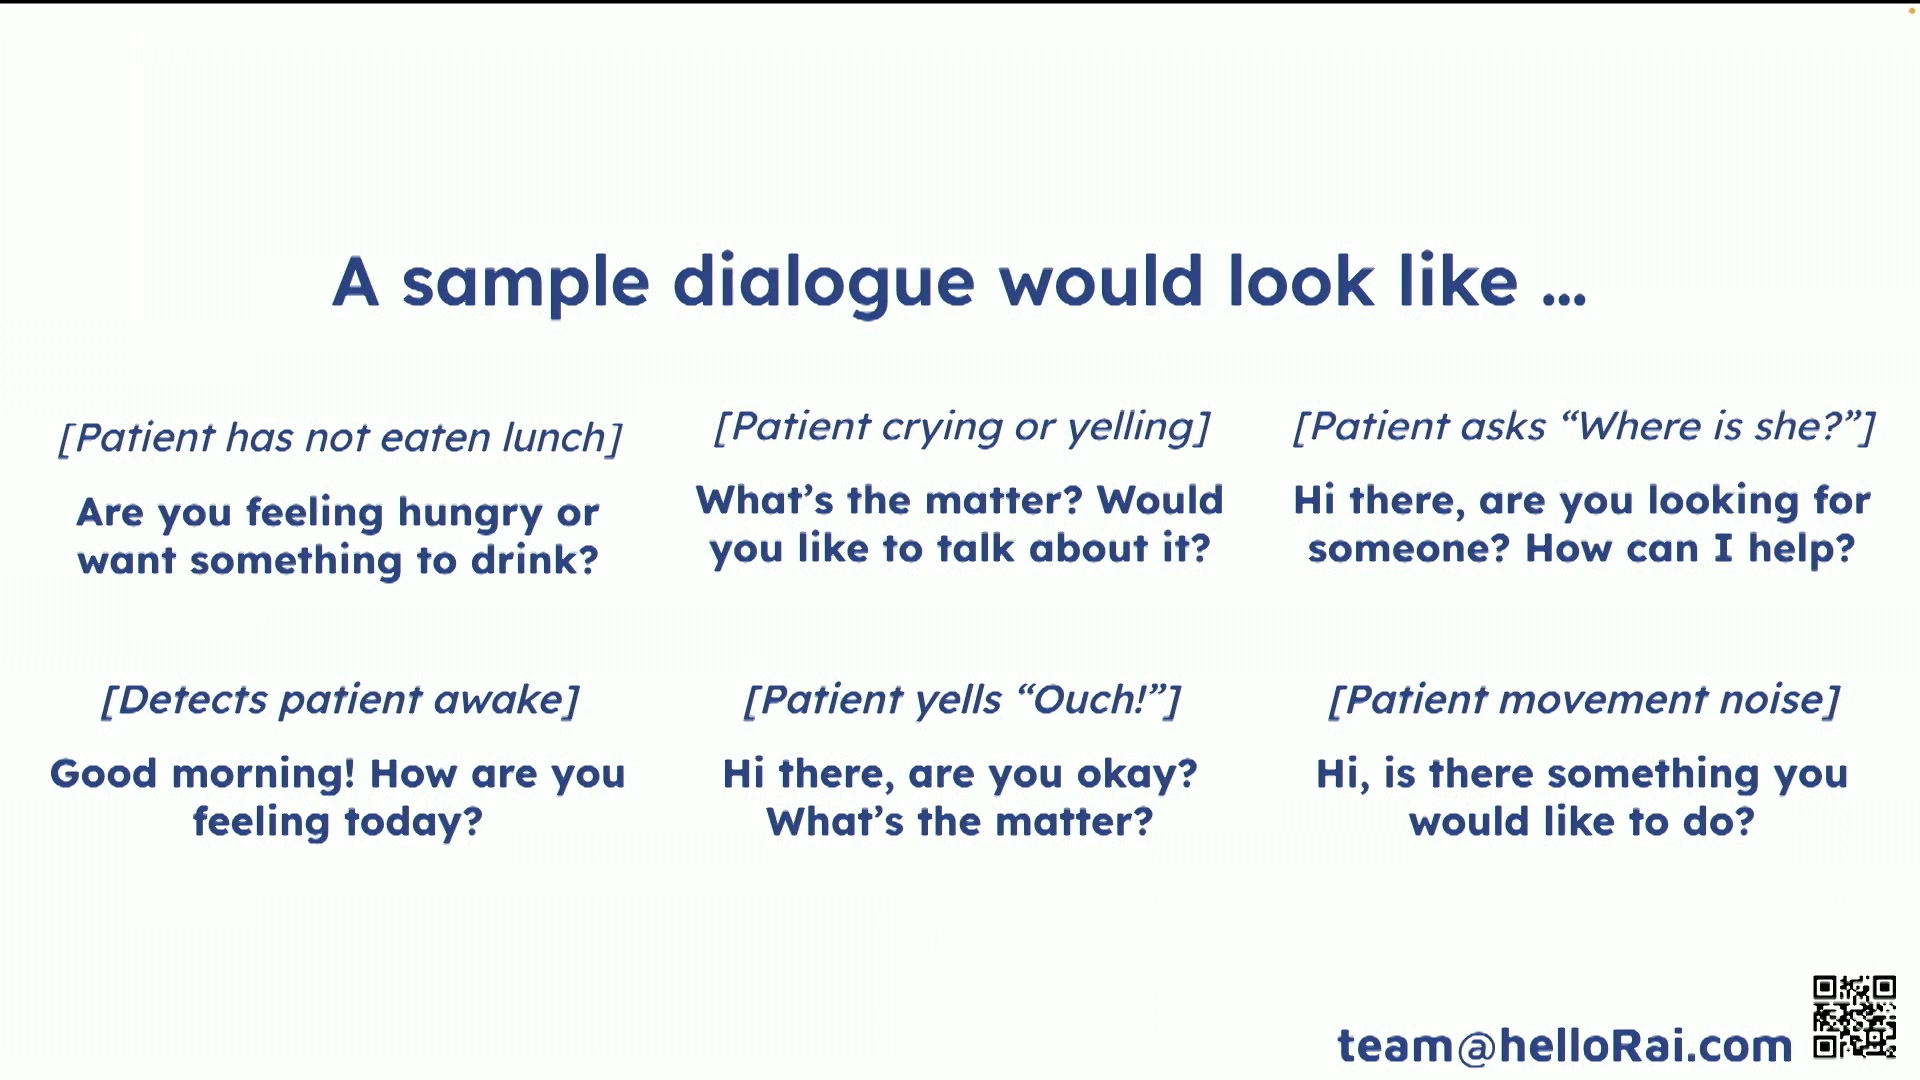 A sample dialogue would look like ...
[Patient has not eaten lunch]
Are you feeling hungry or
want something to drink?
[Patient crying or yelling]
What’s the matter? Would
you like to talk about it?
[Patient asks “Where is she?”]
Hi there, are you looking for
someone? How can I help?
[Detects patient awake]
Good morning! How are you
feeling today?
[Patient yells “Ouch!”]
Hi there, are you okay?
What’s the matter?
[Patient movement noise]
Hi, is there something you
would like to do?
team@helloRai.com